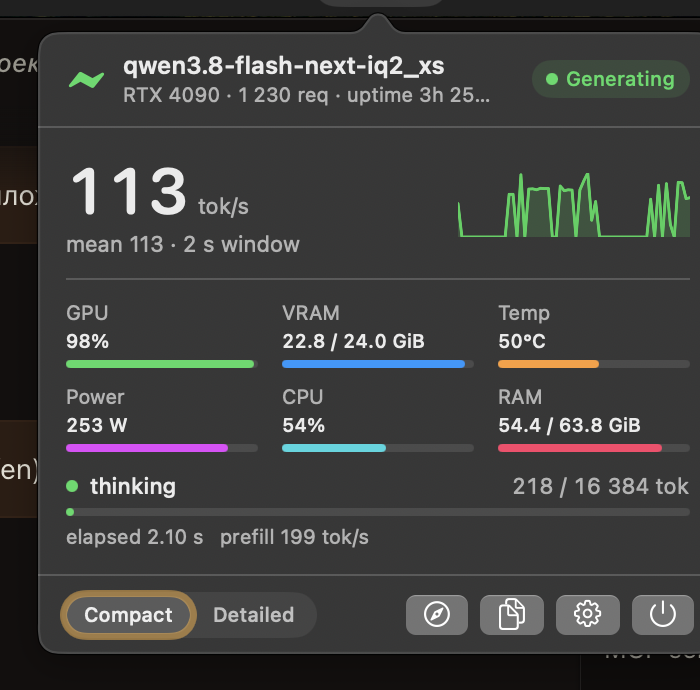 qwen3.8-flash-next-iq2_xs
RTX 4090 · 1 230 req · uptime 3h 25…
Generating
113 tok/s
mean 113 · 2 s window
GPU
98%
VRAM
22.8 / 24.0 GiB
Temp
50°C
Power
253 W
CPU
54%
RAM
54.4 / 63.8 GiB
thinking
218 / 16 384 tok
elapsed 2.10 s prefill 199 tok/s
en)
Compact
Detailed